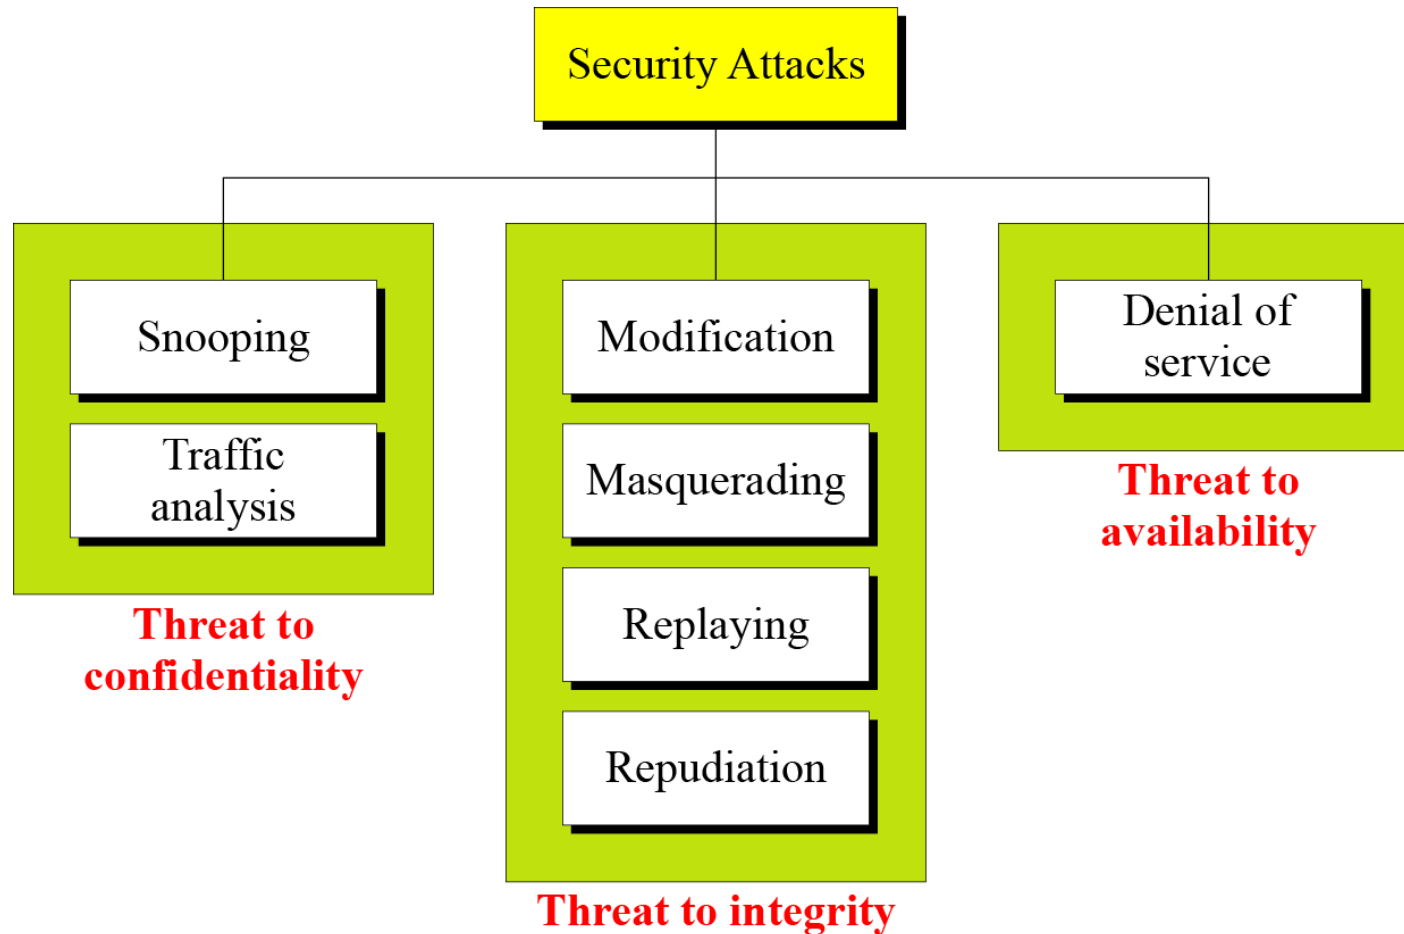 Security Attacks
Snooping
Traffic
analysis
Threat to
confidentiality
Modification
Masquerading
Replaying
Repudiation
Threat to integrity
Denial of
service
Threat to
availability